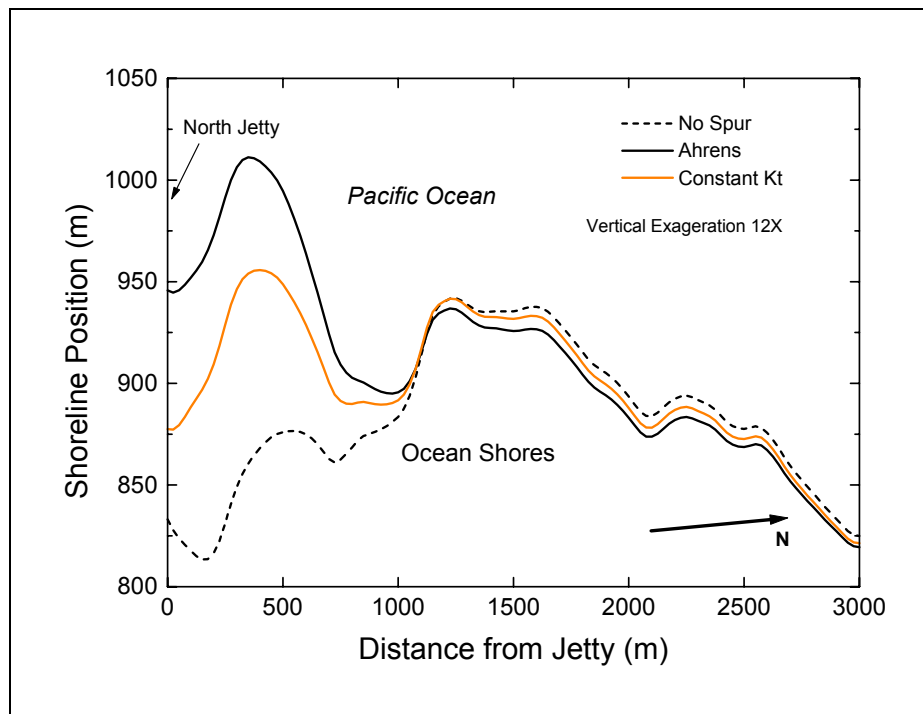 1050
1000
950
900
850
800
Shoreline Position (m)
North Jetty
Pacific Ocean
No Spur
Ahrens
Constant Kt
Vertical Exageration 12X
Ocean Shores
N
0 500 1000 1500 2000 2500 3000
Distance from Jetty (m)